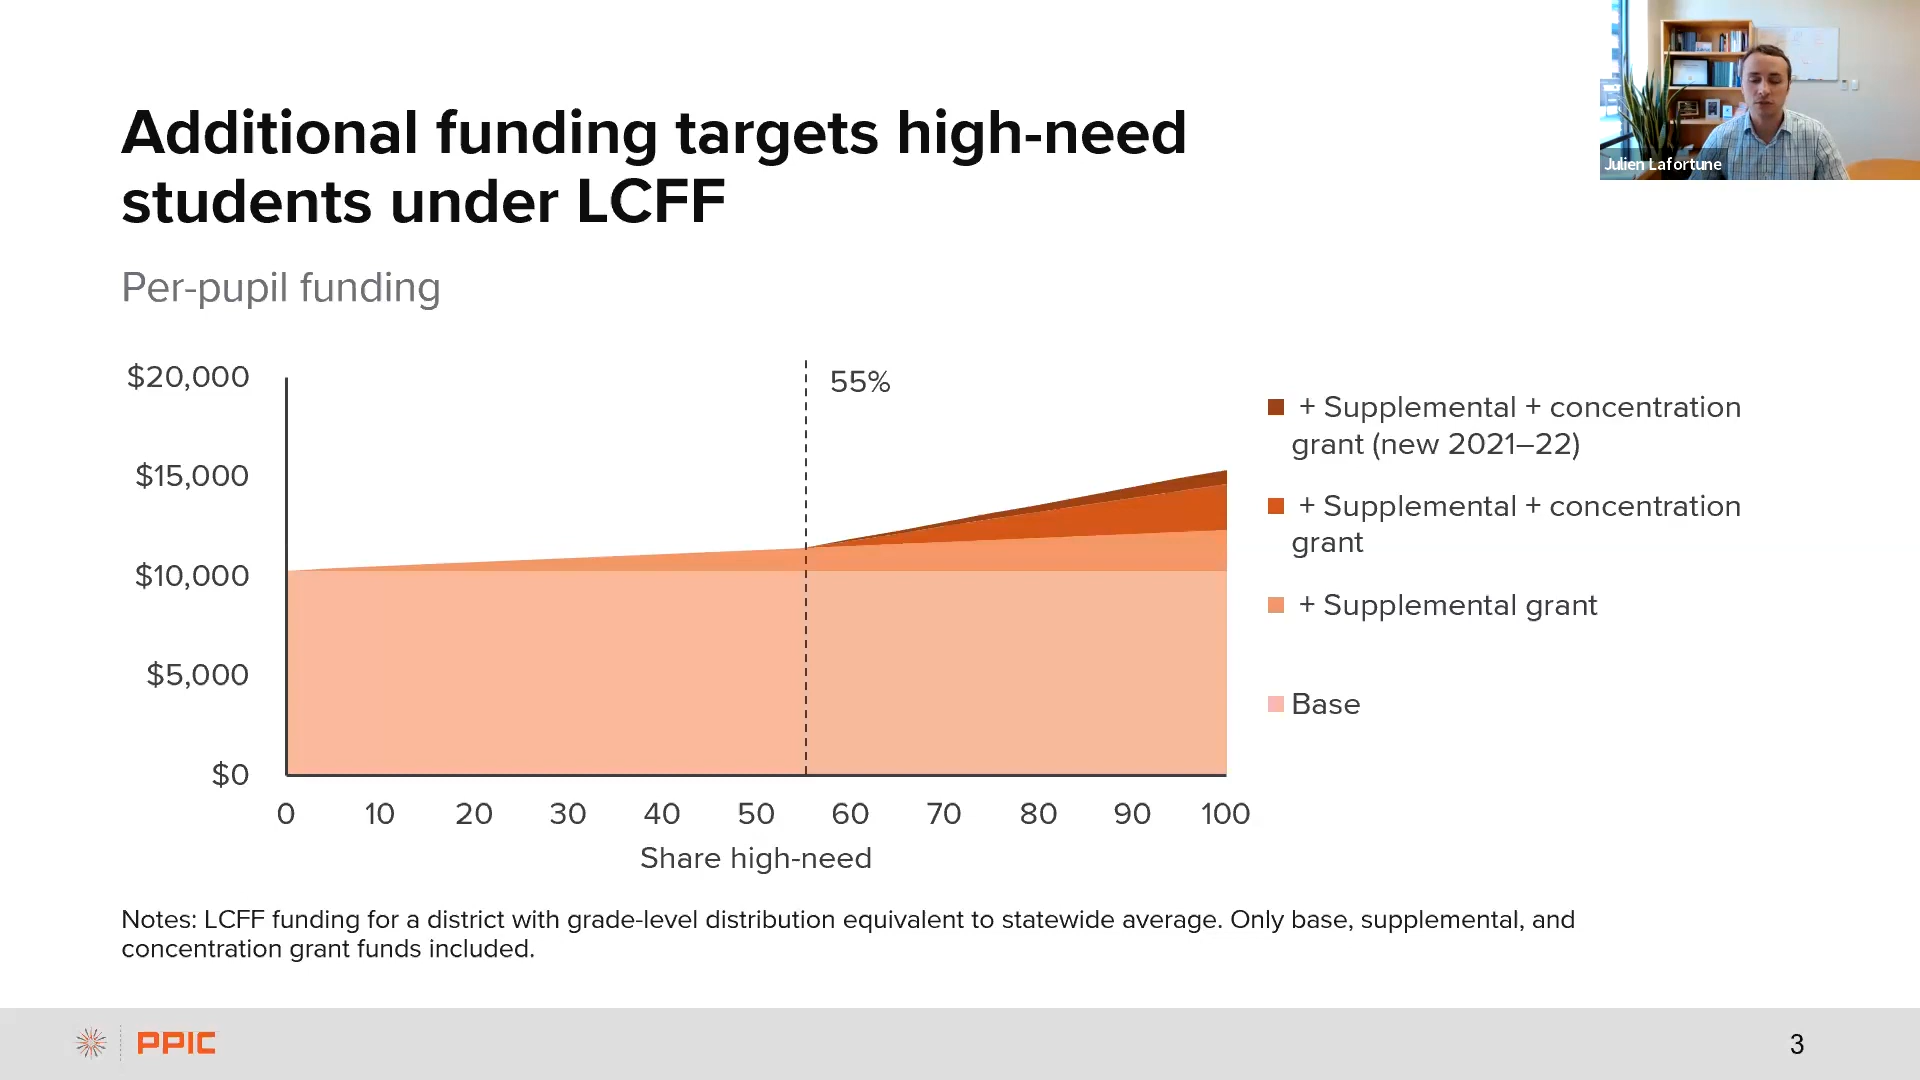 Additional funding targets high-need
students under LCFF
Julien Lafortune
Per-pupil funding
$20,000
$15,000
$10,000
$5,000
$0
55%
+ Supplemental + concentration
grant (new 2021–22)
+ Supplemental + concentration
grant
+ Supplemental grant
Base
0 10 20 30 40 50 60 70 80 90 100
Share high-need
Notes: LCFF funding for a district with grade-level distribution equivalent to statewide average. Only base, supplemental, and
concentration grant funds included.
PPIC
3